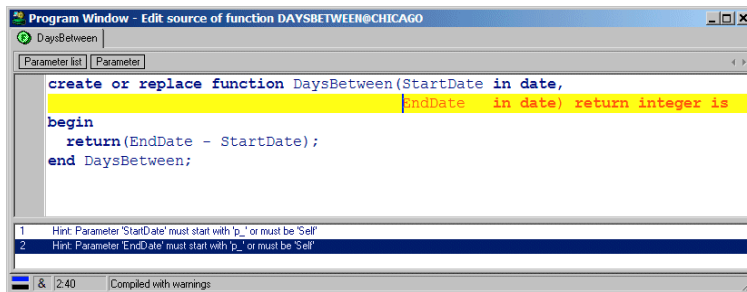 Program Window - Edit source of function DAYSBETWEEN@CHICAGO
F DaysBetween
Parameter list Parameter
create or replace function DaysBetween(StartDate in date,
EndDate in date) return integer is
begin
return(EndDate - StartDate);
end DaysBetween;
1 Hint: Parameter 'StartDate' must start with 'p_' or must be 'Self'
2 Hint: Parameter 'EndDate' must start with 'p_' or must be 'Self'
& 2:40 Compiled with warnings